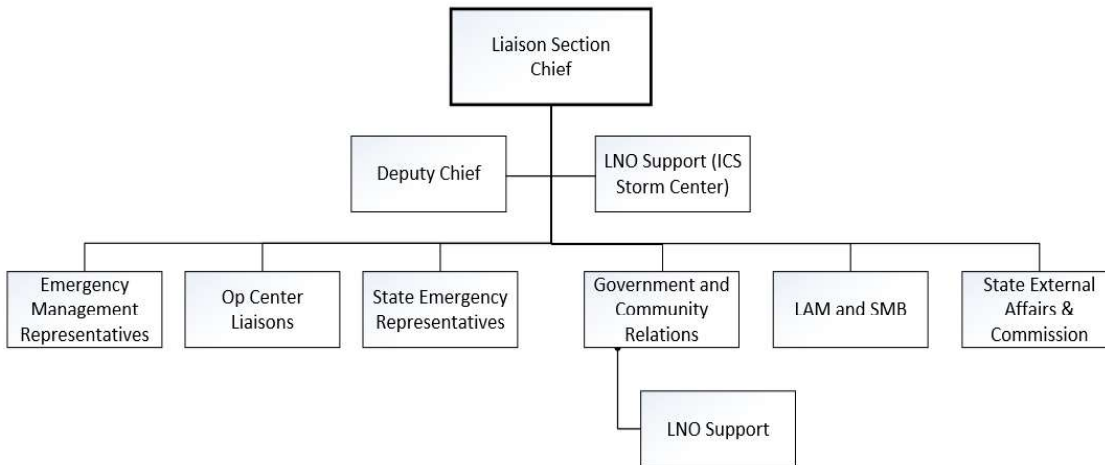 Liaison Section
Chief
Deputy Chief
LNO Support (ICS
Storm Center)
Emergency
Management
Representatives
Op Center
Liaisons
State Emergency
Representatives
Government and
Community
Relations
LAM and SMB
State External
Affairs &
Commission
LNO Support